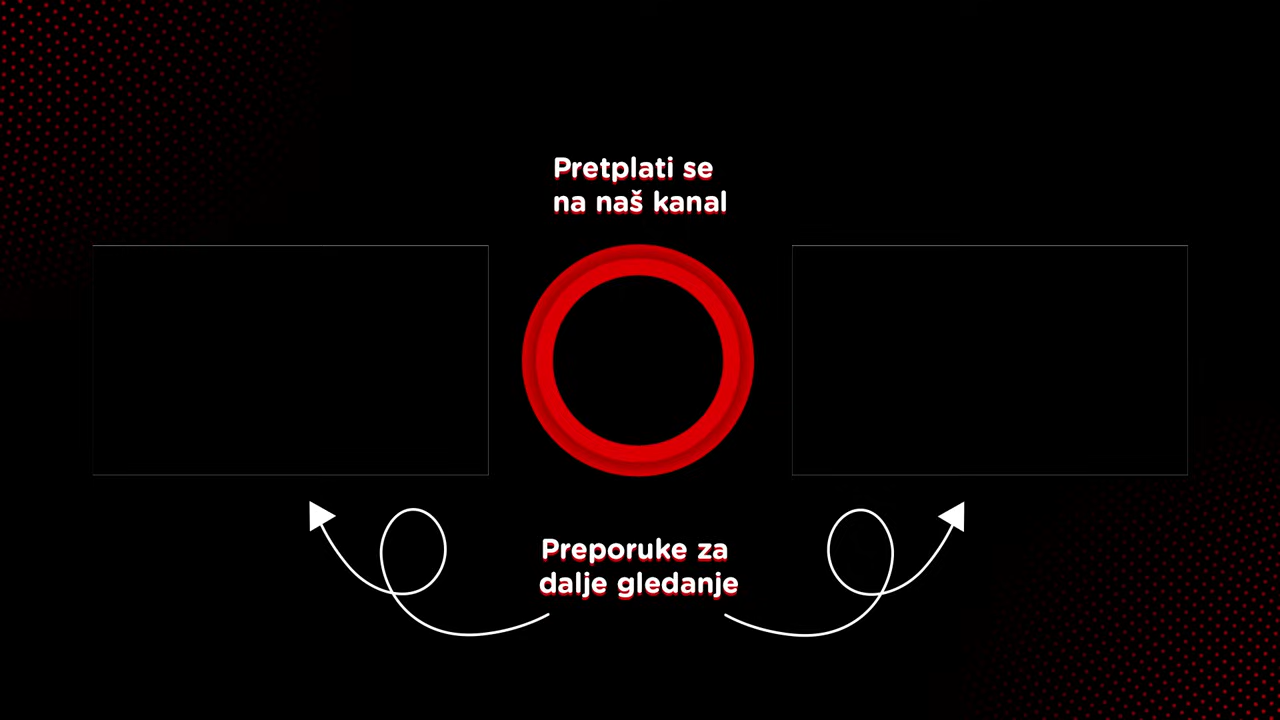 Pretplati se
na naš kanal
Preporuke za
dalje gledanje